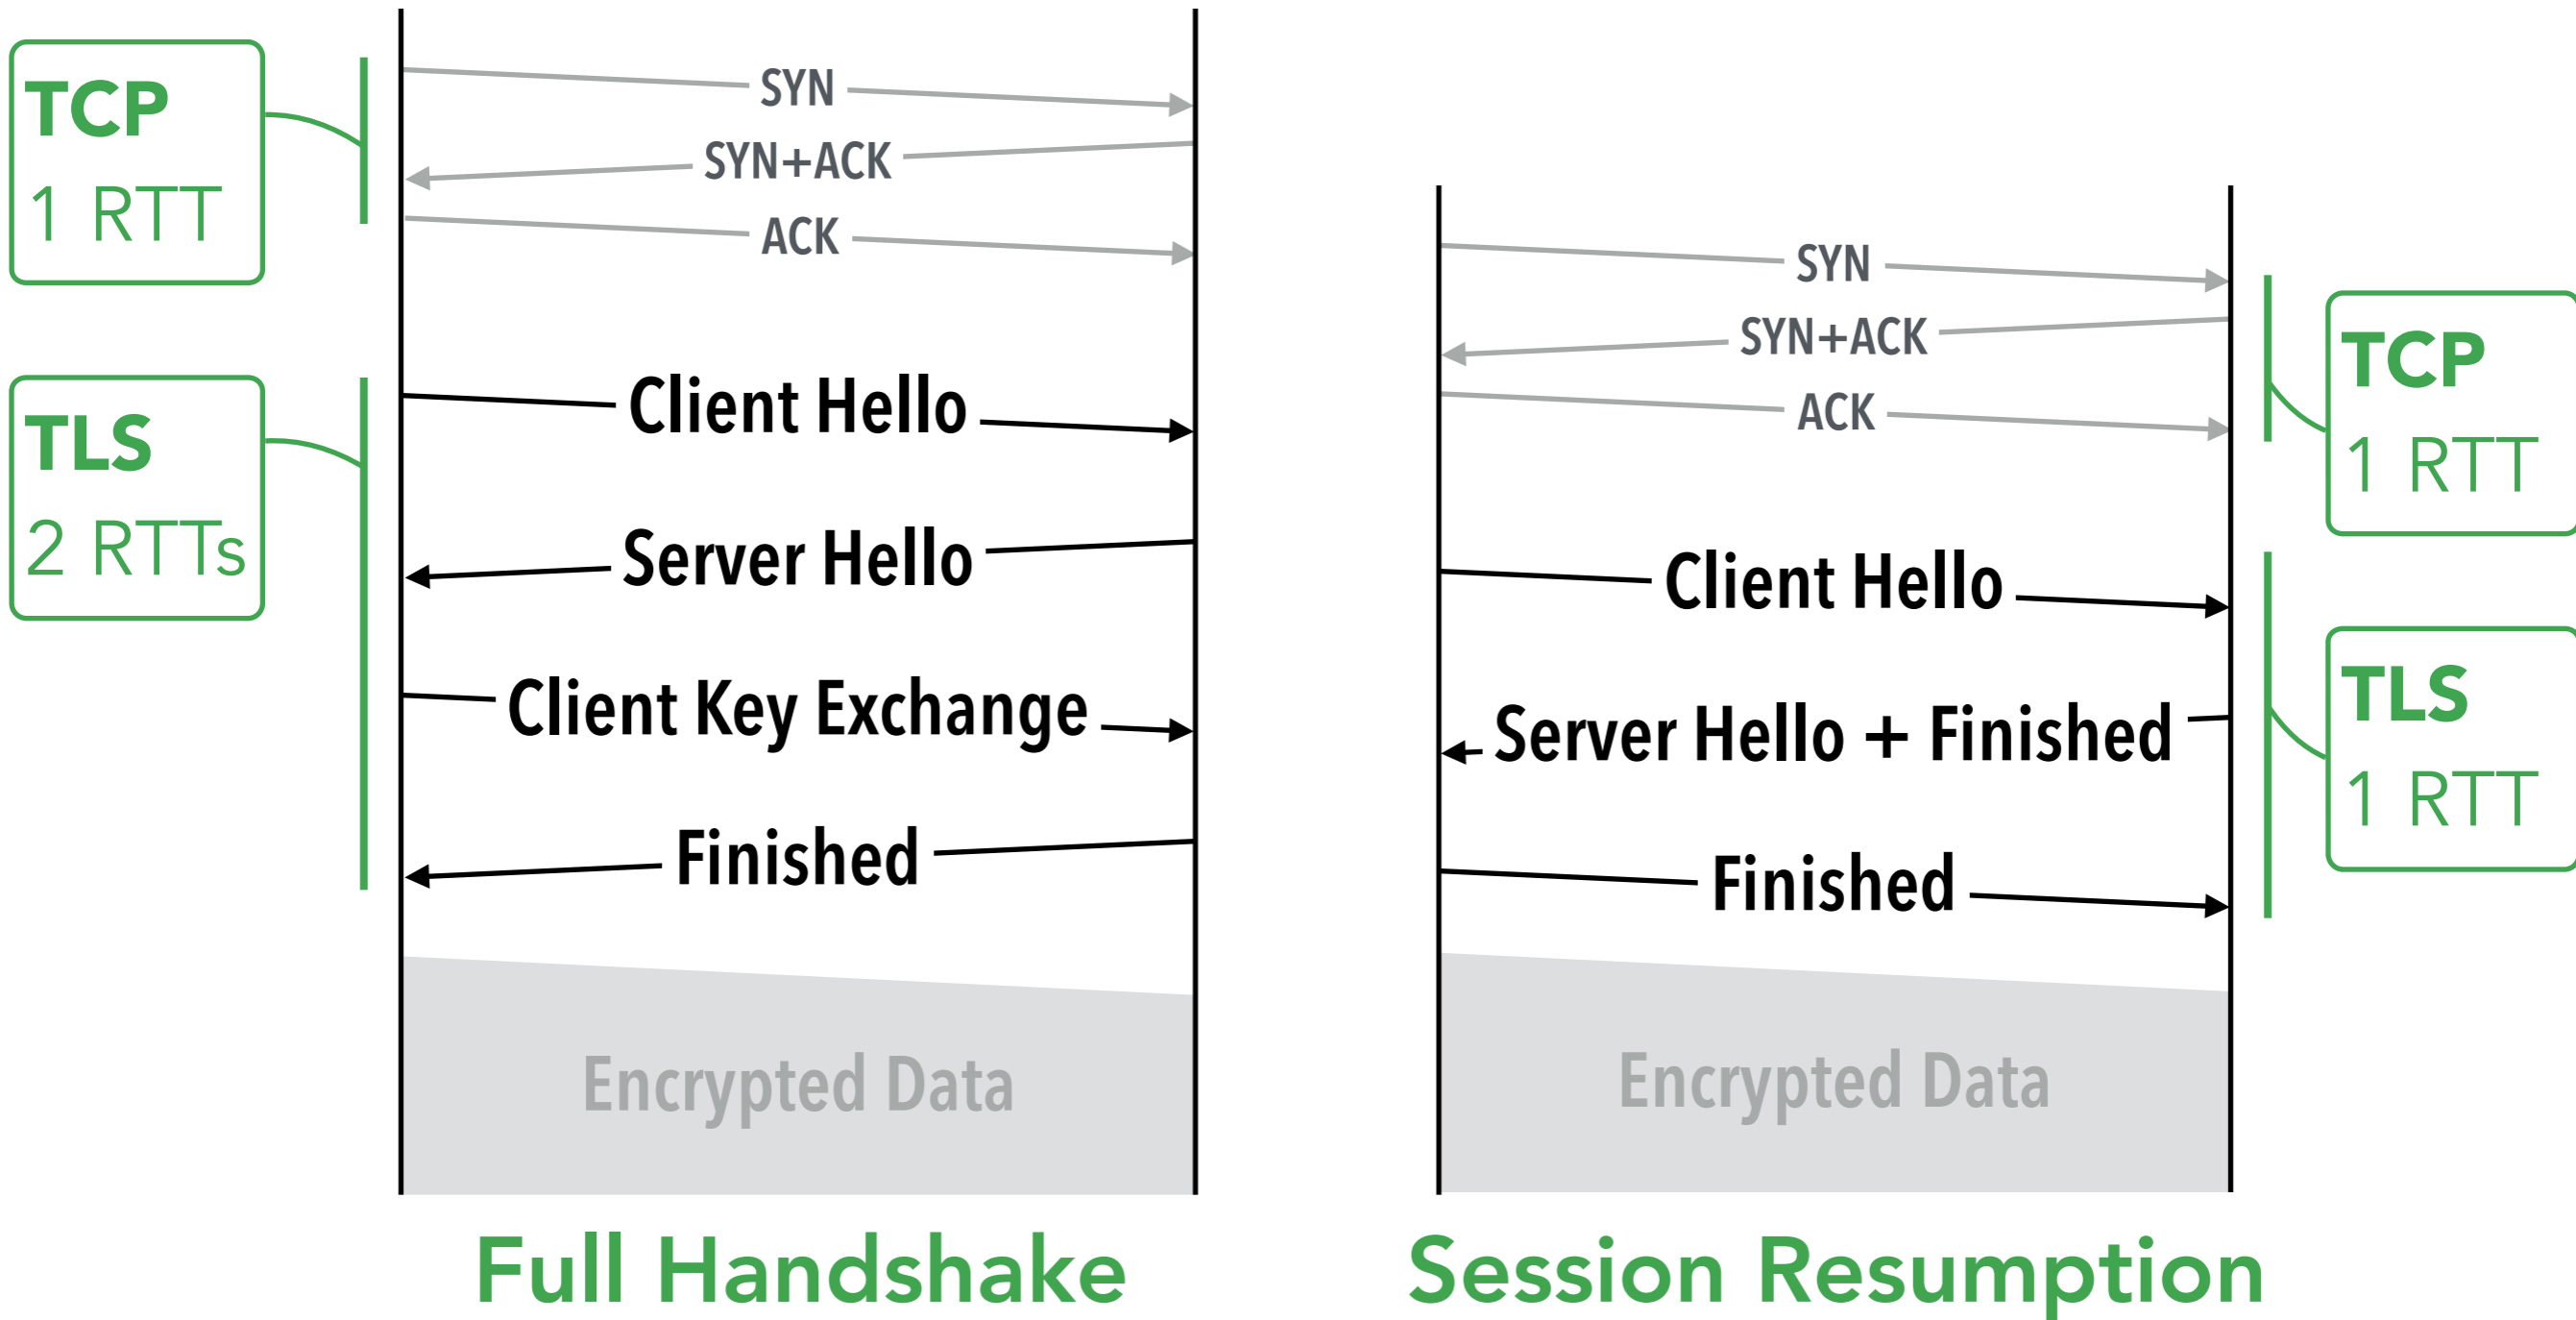 TCP
1 RTT
SYN
SYN+ACK
ACK
TLS
2 RTTs
Client Hello
Server Hello
Client Key Exchange
Finished
Encrypted Data
Full Handshake
SYN
SYN+ACK
ACK
TCP
1 RTT
Client Hello
Server Hello + Finished
Finished
TLS
1 RTT
Encrypted Data
Session Resumption